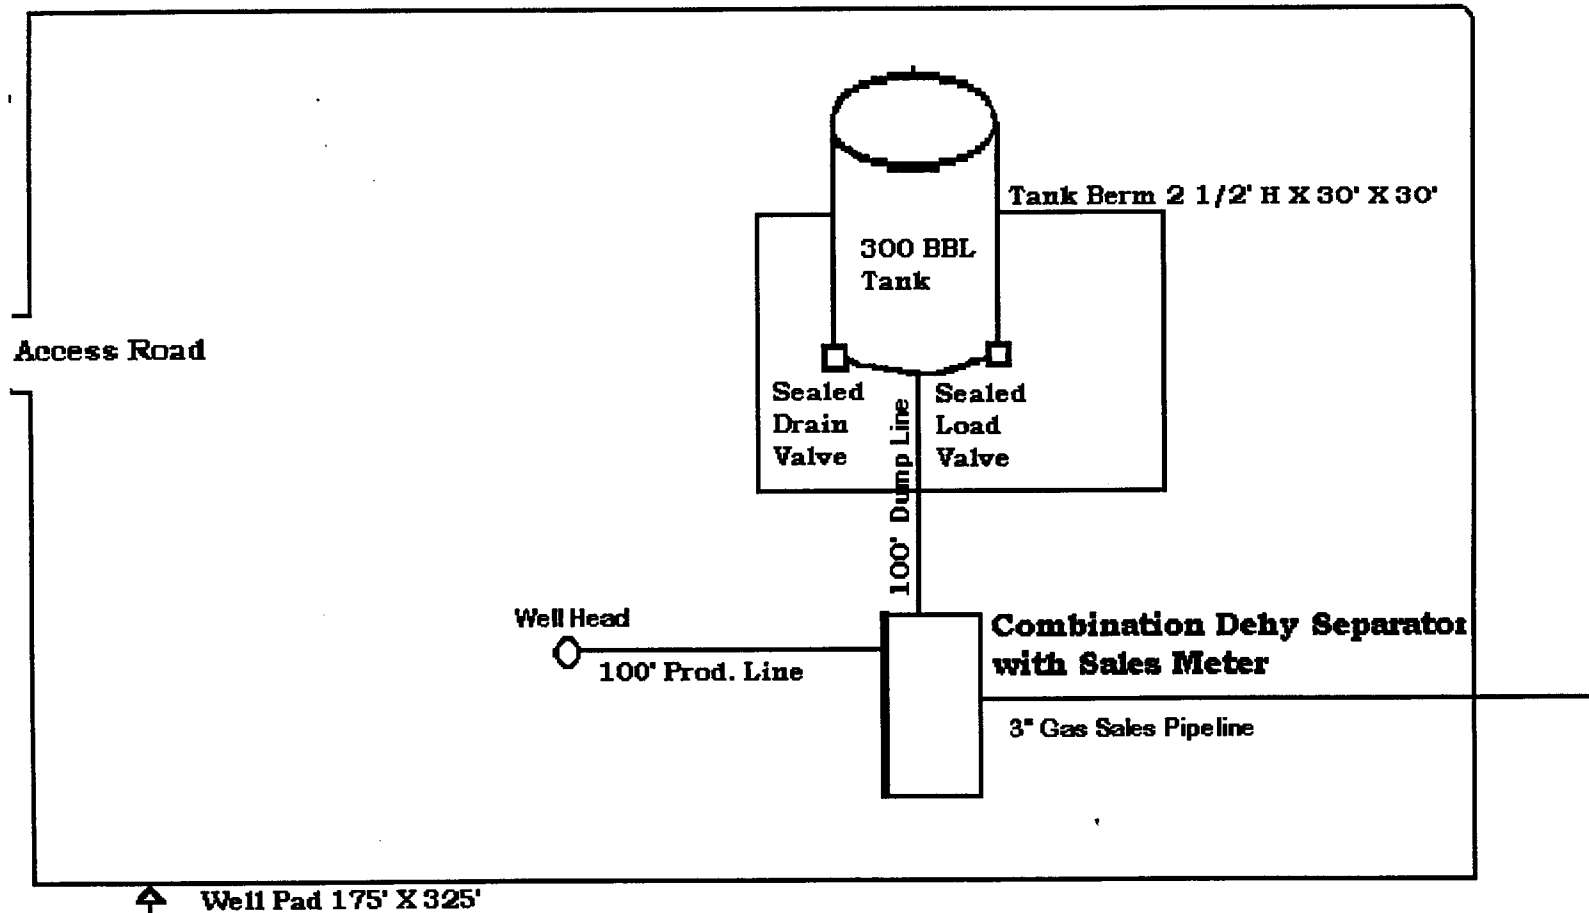 Tank Berm 2 1/2' H X 30' X 30'
300 BBL
Tank
Access Road
Sealed
Drain
Valve
Sealed
Load
Valve
100' Dump Line
Well Head
100' Prod. Line
Combination Dehy Separator
with Sales Meter
3" Gas Sales Pipeline
Well Pad 175' X 325'